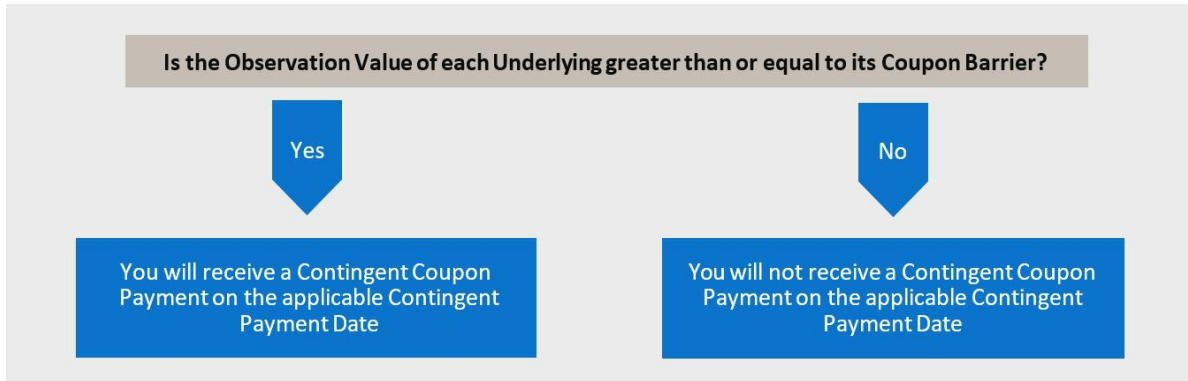 Is the Observation Value of each Underlying greater than or equal to its Coupon Barrier?
Yes
No
You will receive a Contingent Coupon
Payment on the applicable Contingent
Payment Date
You will not receive a Contingent Coupon
Payment on the applicable Contingent
Payment Date